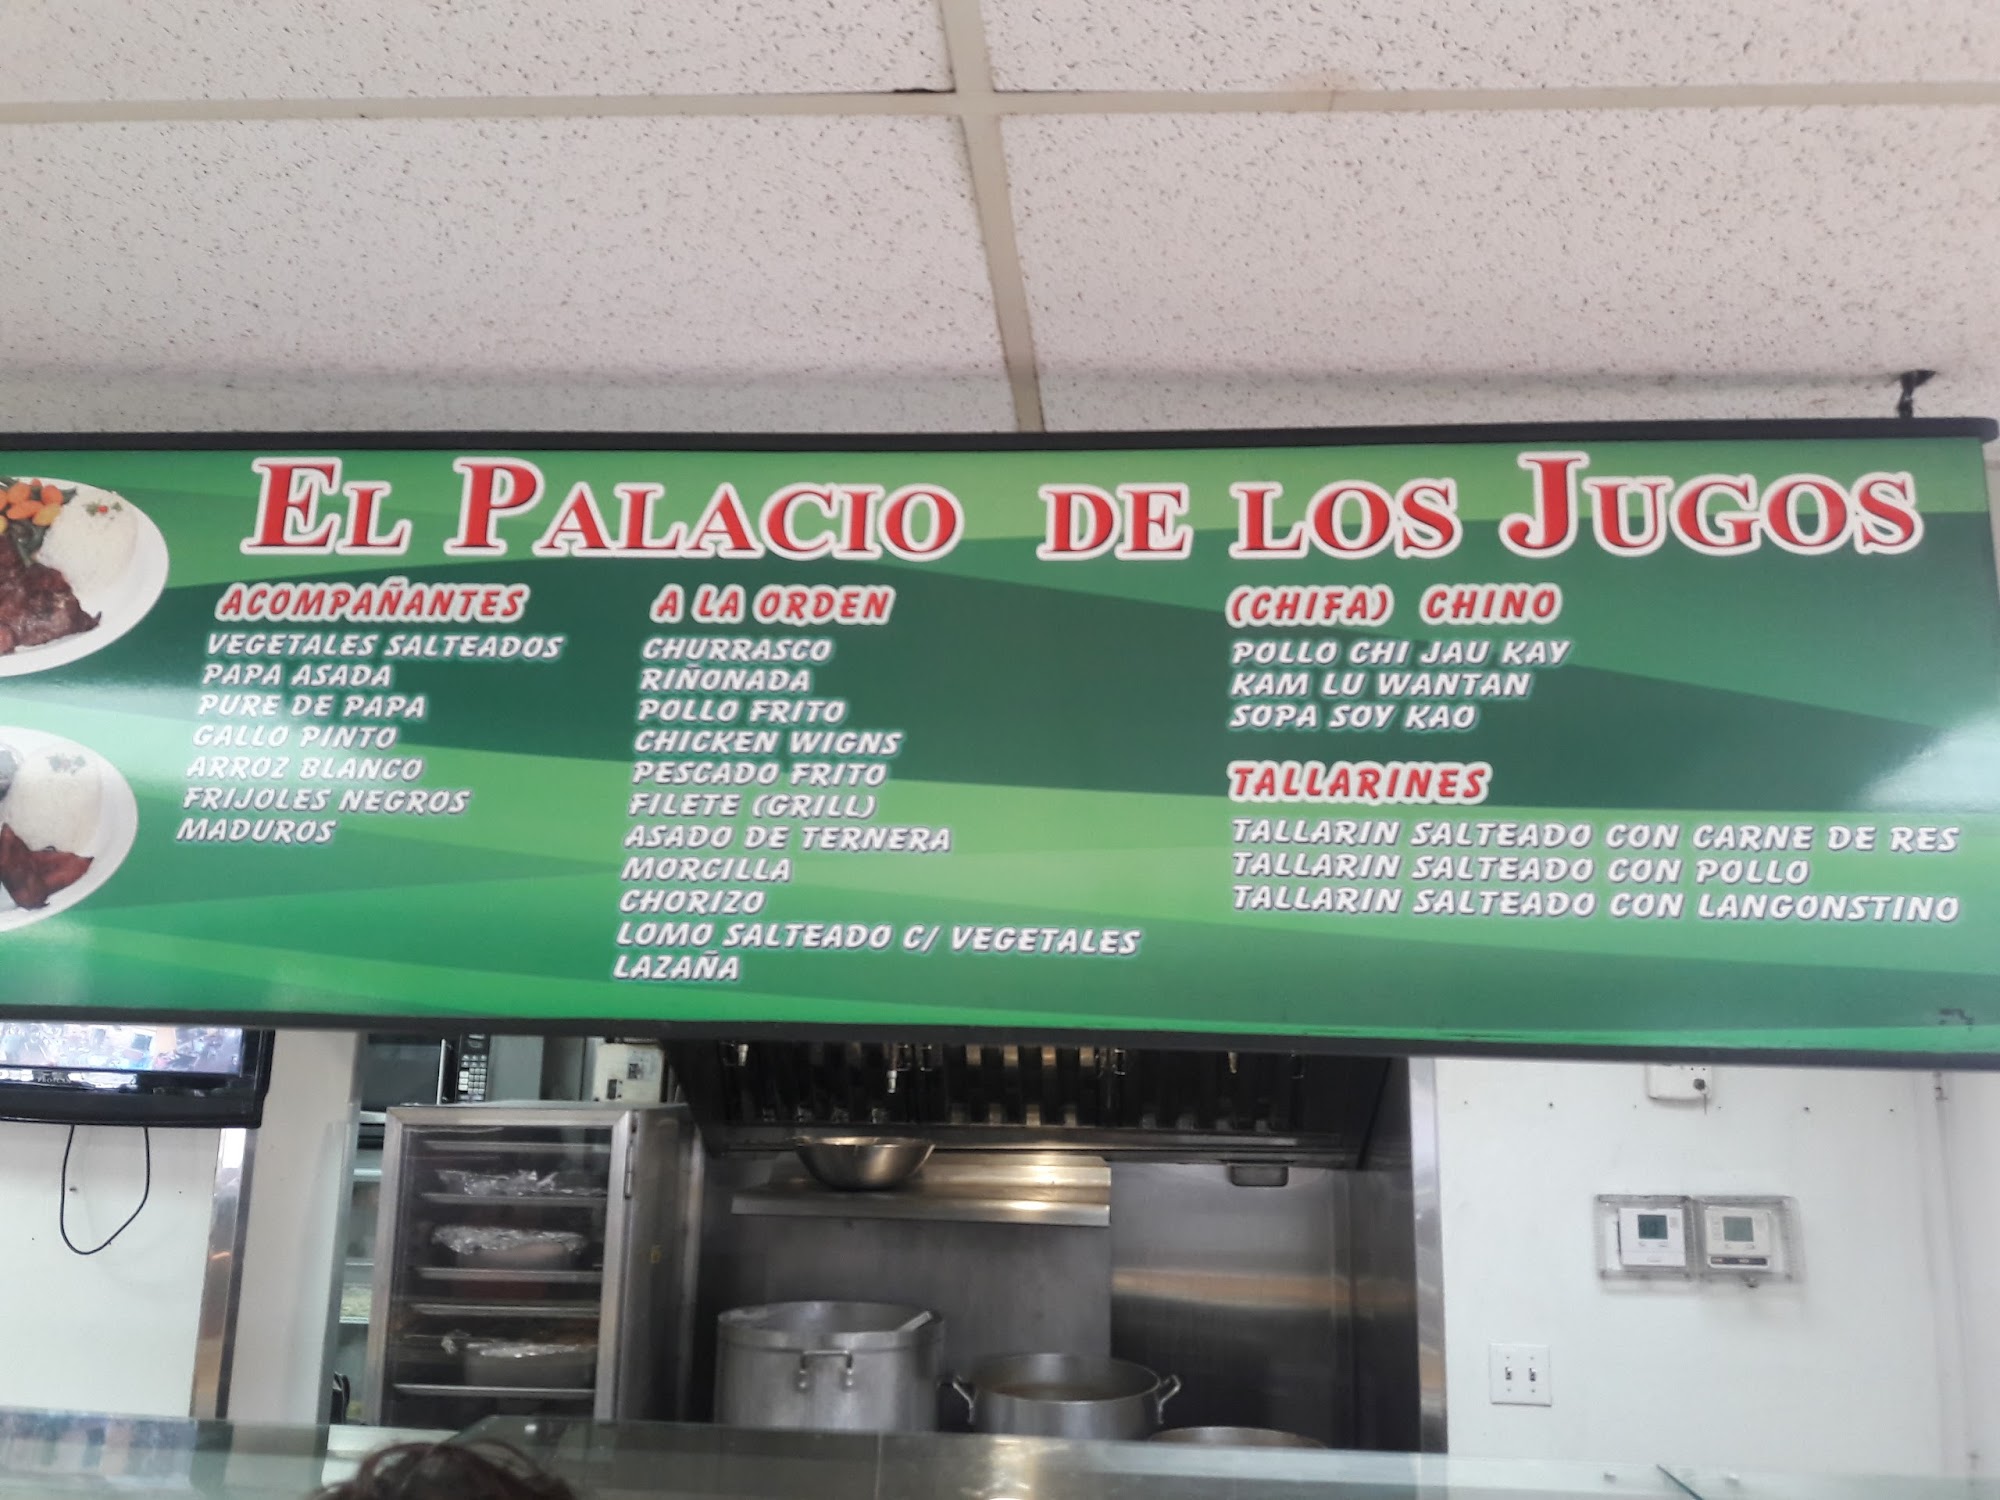 EL PALACIO DE LOS JUGOS
ACOMPAÑANTES
VEGETALES SALTEADOS
PAPA ASADA
PURE DE PAPA
GALLO PINTO
ARROZ BLANCO
FRIJOLES NEGROS
MADUROS
A LA ORDEN
CHURRASCO
RIÑONADA
POLLO FRITO
CHICKEN WIGNS
PESCADO FRITO
FILETE (GRILL)
ASADO DE TERNERA
MORCILLA
CHORIZO
LOMO SALTEADO C/ VEGETALES
LAZAÑA
(CHIFA) CHINO
POLLO CHI JAU KAY
KAM LU WANTAN
SOPA SOY KAO
TALLARINES
TALLARIN SALTEADO CON CARNE DE RES
TALLARIN SALTEADO CON POLLO
TALLARIN SALTEADO CON LANGONSTINO